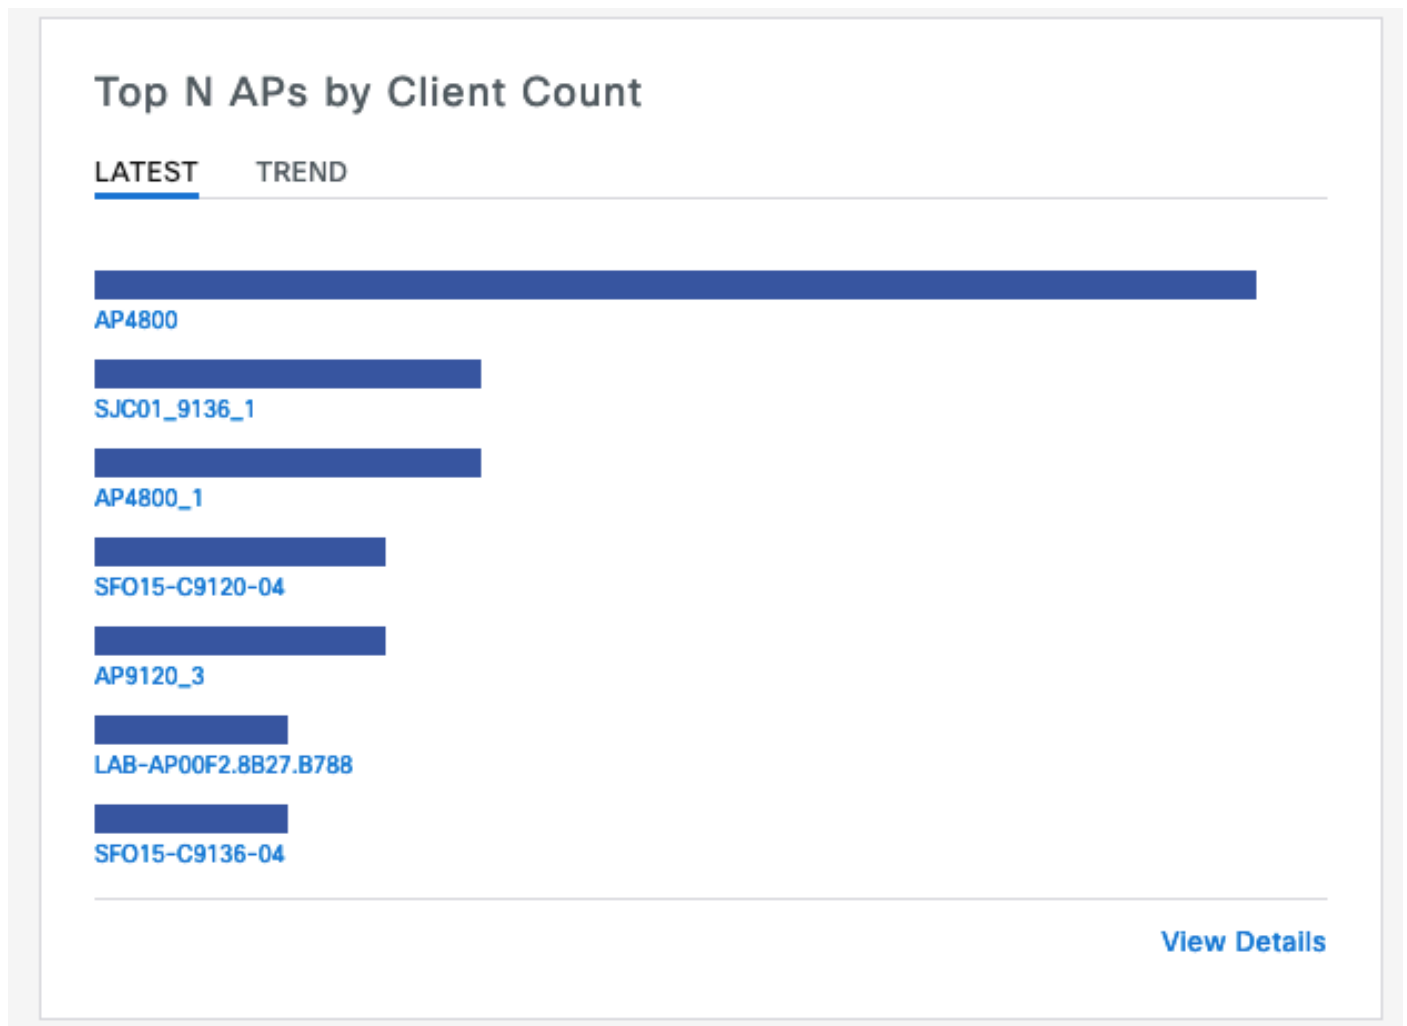 Top N APs by Client Count
LATEST TREND
AP4800
SJC01_9136_1
AP4800_1
SFO15-C9120-04
AP9120_3
LAB-AP00F2.8B27.B788
SFO15-C9136-04
View Details